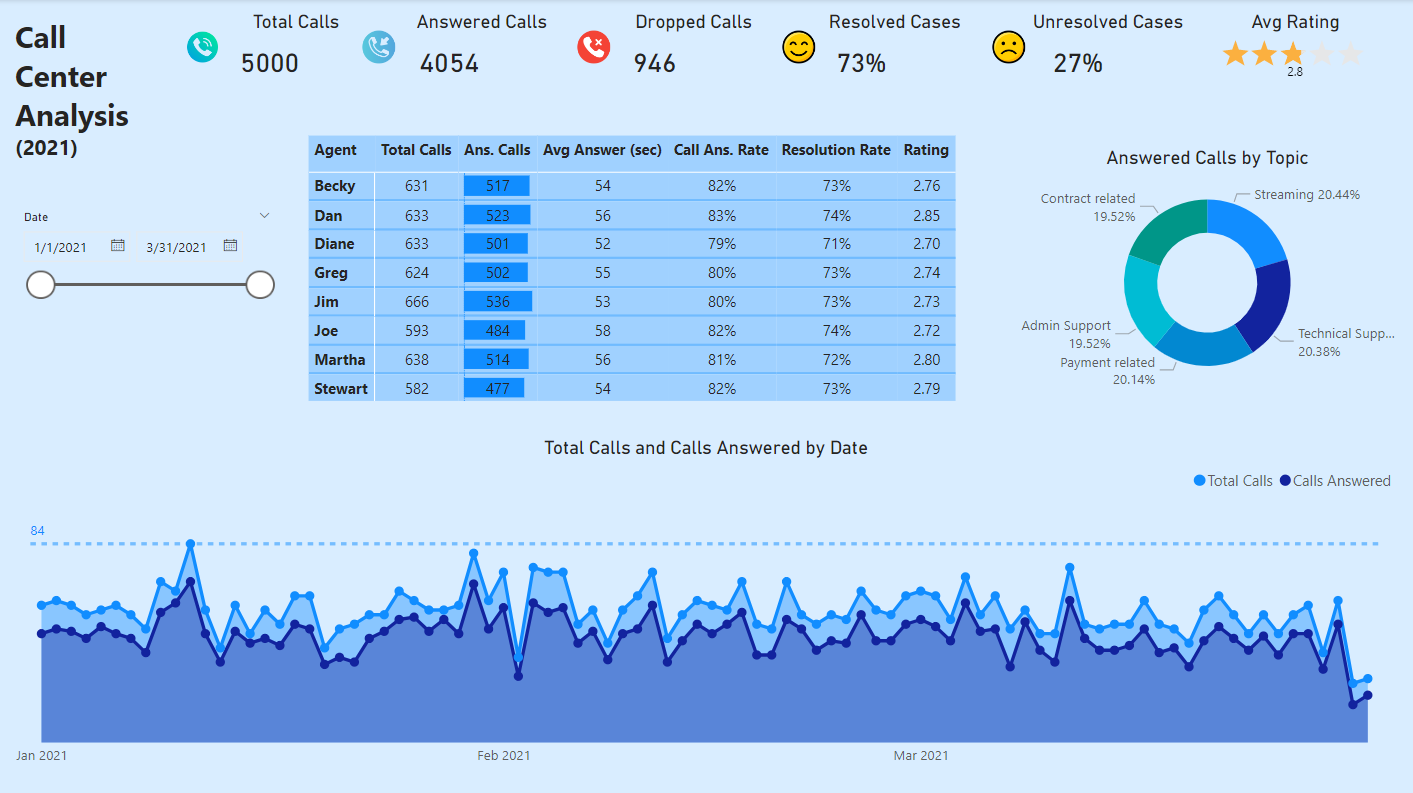 Call
Center
Analysis
(2021)
Total Calls
5000
Answered Calls
4054
Dropped Calls
946
Resolved Cases
73%
Unresolved Cases
27%
Avg Rating
2.8
Date
1/1/2021 3/31/2021
Agent Total Calls Ans. Calls Avg Answer (sec) Call Ans. Rate Resolution Rate Rating
Becky 631 517 54 82% 73% 2.76
Dan 633 523 56 83% 74% 2.85
Diane 633 501 52 79% 71% 2.70
Greg 624 502 55 80% 73% 2.74
Jim 666 536 53 80% 73% 2.73
Joe 593 484 58 82% 74% 2.72
Martha 638 514 56 81% 72% 2.80
Stewart 582 477 54 82% 73% 2.79
Answered Calls by Topic
Streaming 20.44%
Technical Supp...
20.38%
Payment related
20.14%
Admin Support
19.52%
Contract related
19.52%
Total Calls and Calls Answered by Date
Total Calls Calls Answered
84
Jan 2021 Feb 2021 Mar 2021